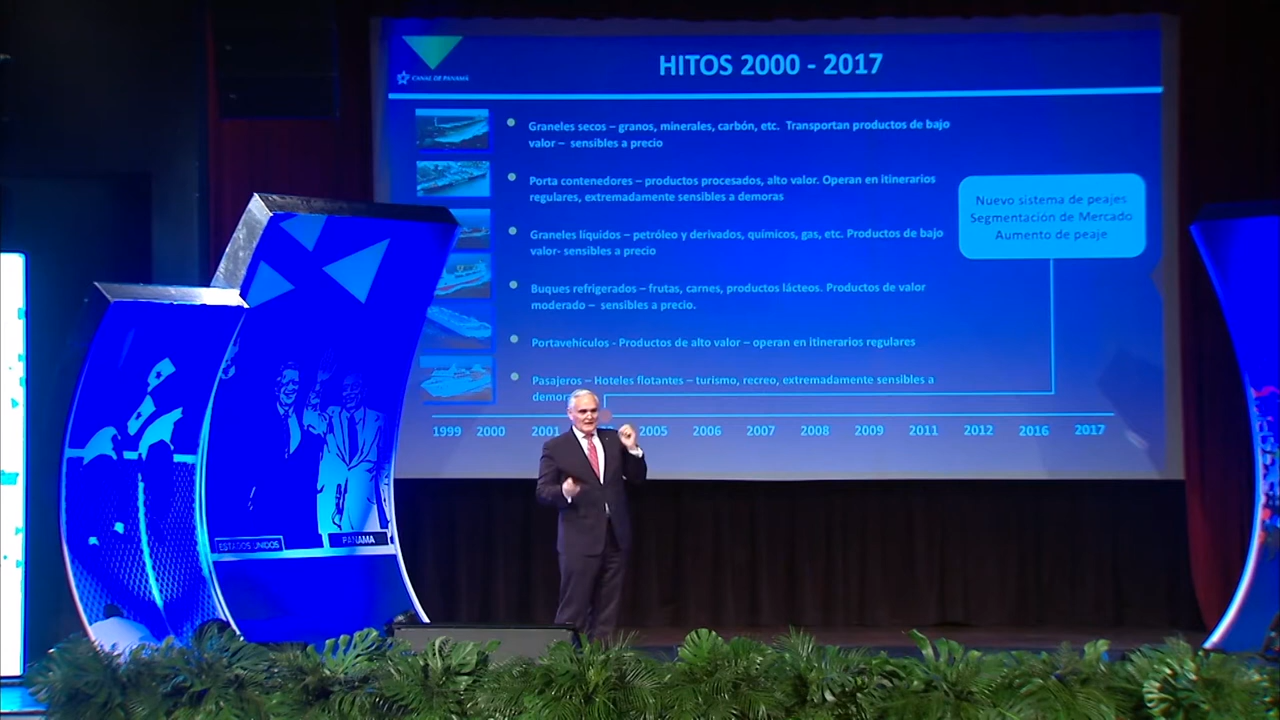 CANAL DE PANAMÁ
HITOS 2000 - 2017
Graneles secos – granos, minerales, carbón, etc. Transportan productos de bajo
valor – sensibles a precio
Porta contenedores – productos procesados, alto valor. Operan en itinerarios
regulares, extremadamente sensibles a demoras
Graneles líquidos – petróleo y derivados, químicos, gas, etc. Productos de bajo
valor- sensibles a precio
Buques refrigerados – frutas, carnes, productos lácteos. Productos de valor
moderado – sensibles a precio.
Portavehículos - Productos de alto valor – operan en itinerarios regulares
Pasajeros – Hoteles flotantes – turismo, recreo, extremadamente sensibles a
Nuevo sistema de peajes
Segmentación de Mercado
Aumento de peaje
1999 2000 2001 2005 2006 2007 2008 2009 2011 2012 2016 2017
ESTADOS UNIDOS
PANAMA